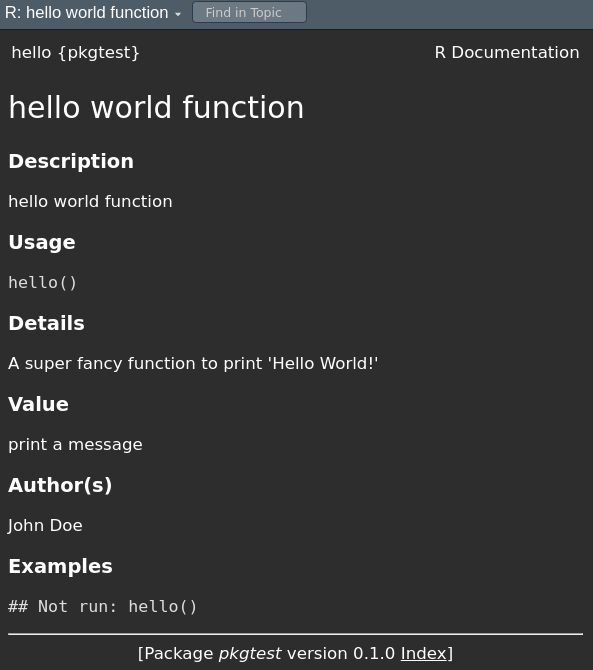 R: hello world function
Find in Topic
hello {pkgtest} R Documentation
hello world function
Description
hello world function
Usage
hello()
Details
A super fancy function to print 'Hello World!'
Value
print a message
Author(s)
John Doe
Examples
## Not run: hello()
[Package pkgtest version 0.1.0 Index]